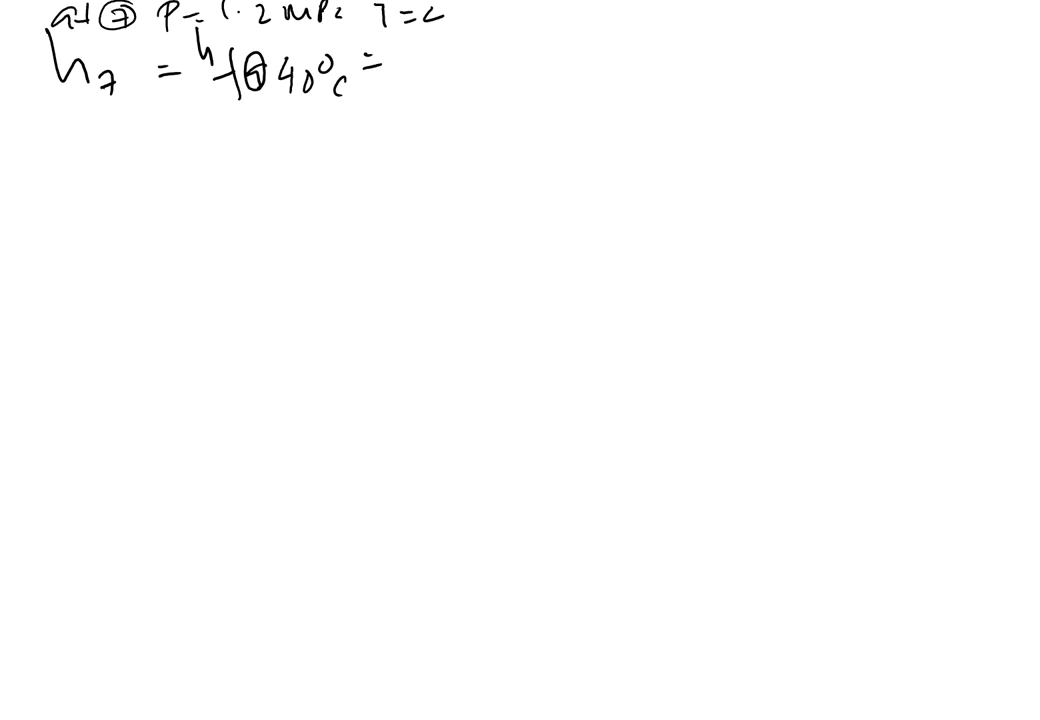 at ⑦ P = 1.2 MPa T =
h₇ = hf@40°C =